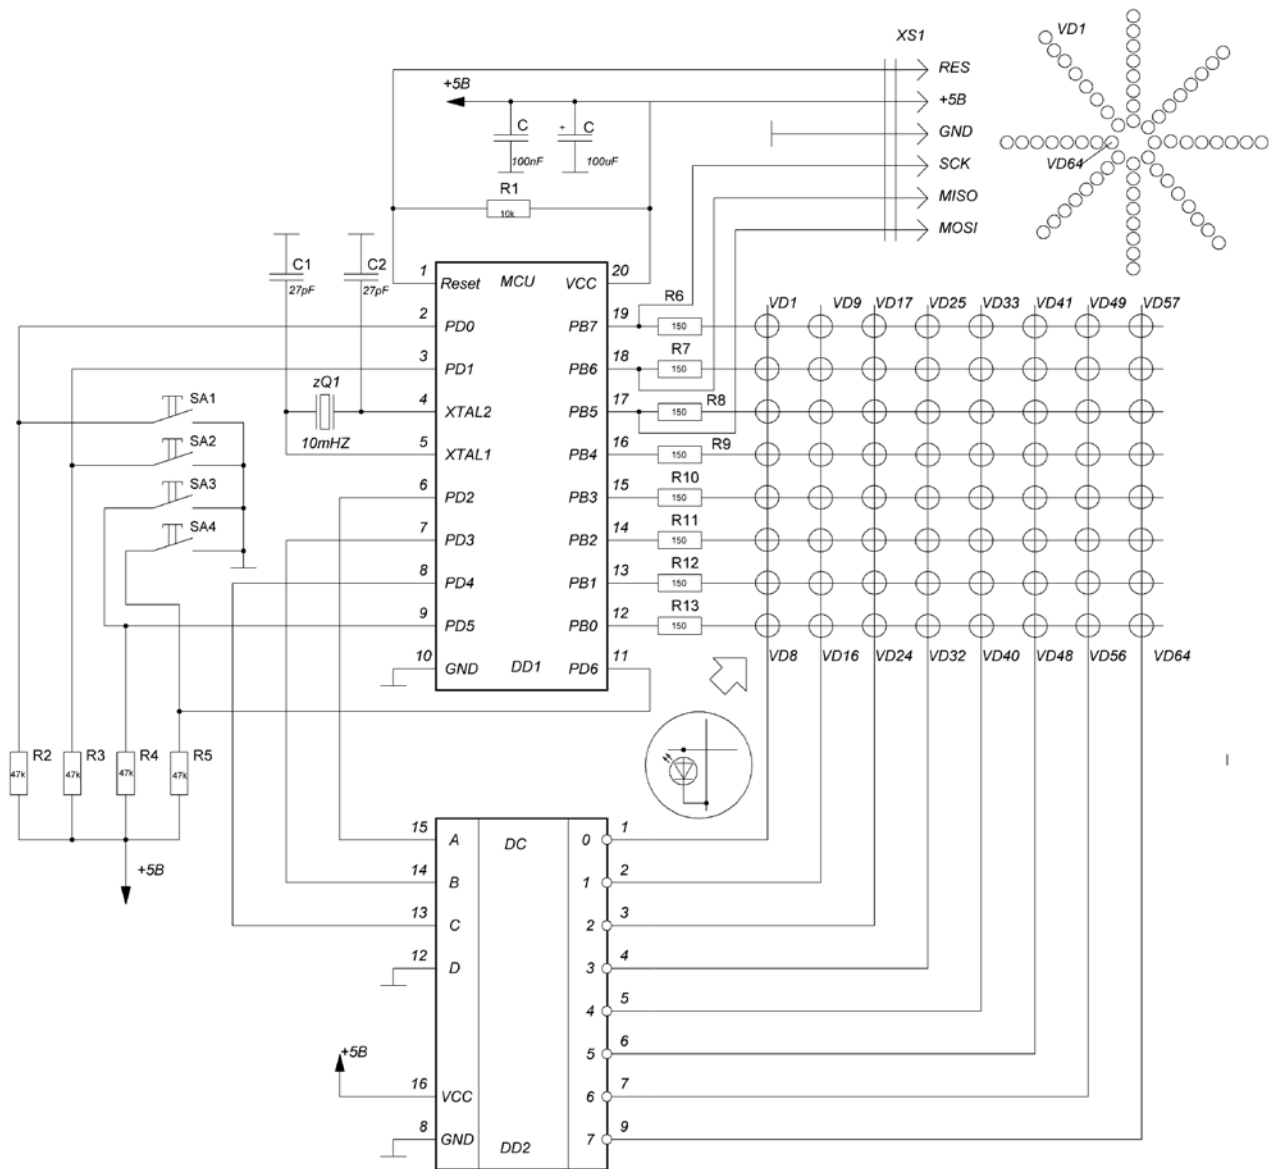 XS1
VD1
RES
+5B
+5B
GND
SCK
VD64
MISO
MOSI
C
100nF
+
C
100uF
R1
10k
C1
27pF
C2
27pF
1
Reset
MCU
VCC
20
R6
VD1
VD9
VD17
VD25
VD33
VD41
VD49
VD57
2
PD0
PB7
19
150
3
PD1
PB6
18
R7
150
zQ1
10mHZ
4
XTAL2
PB5
17
R8
150
5
XTAL1
PB4
16
150
R9
SA1
SA2
SA3
SA4
6
PD2
PB3
15
R10
150
7
PD3
PB2
14
R11
150
8
PD4
PB1
13
R12
150
9
PD5
PB0
12
R13
150
10
GND
DD1
PD6
11
VD8
VD16
VD24
VD32
VD40
VD48
VD56
VD64
R2
47k
R3
47k
R4
47k
R5
47k
+5B
15
A
DC
0
1
14
B
1
2
13
C
2
3
12
D
3
4
4
5
5
6
+5B
16
VCC
6
7
8
GND
DD2
7
9